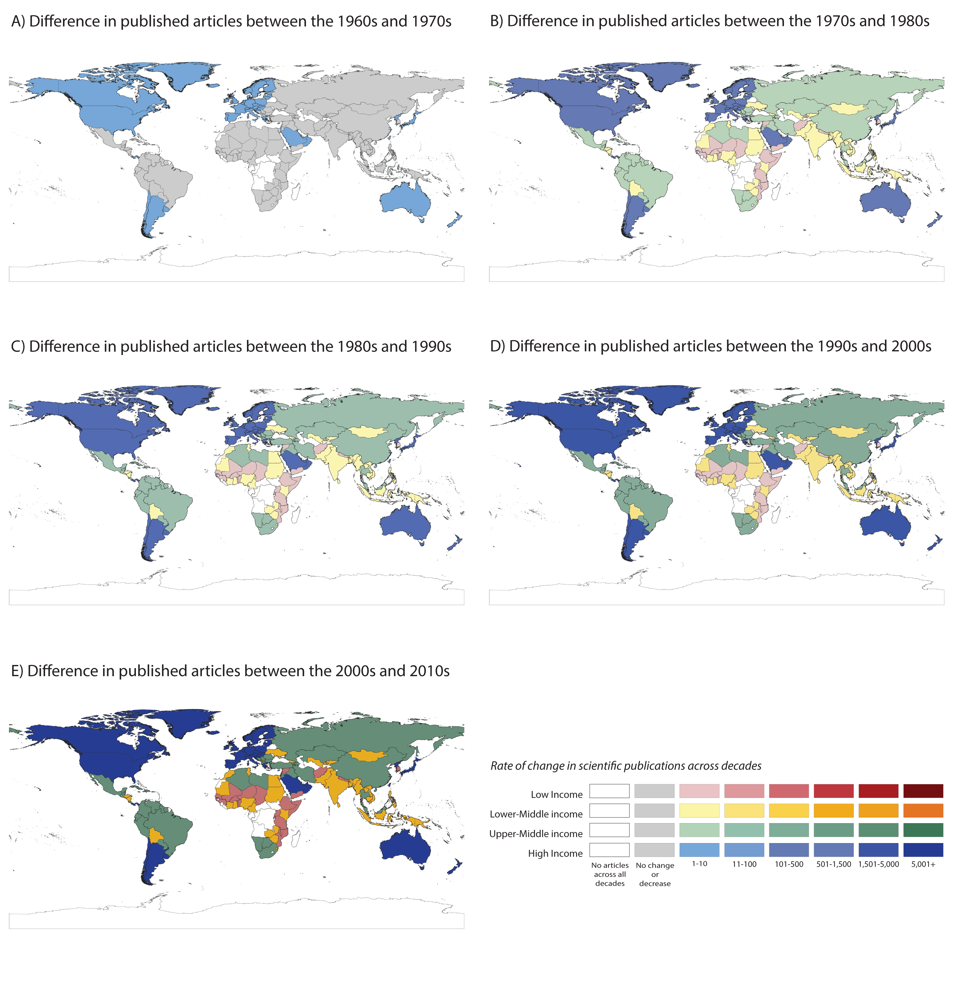 A) Difference in published articles between the 1960s and 1970s
B) Difference in published articles between the 1970s and 1980s
C) Difference in published articles between the 1980s and 1990s
D) Difference in published articles between the 1990s and 2000s
E) Difference in published articles between the 2000s and 2010s
Rate of change in scientific publications across decades
Low Income
Lower-Middle income
Upper-Middle income
High Income
No articles
across all
decades
No change
or
decrease
1-10
11-100
101-500
501-1,500
1,501-5,000
5,001+